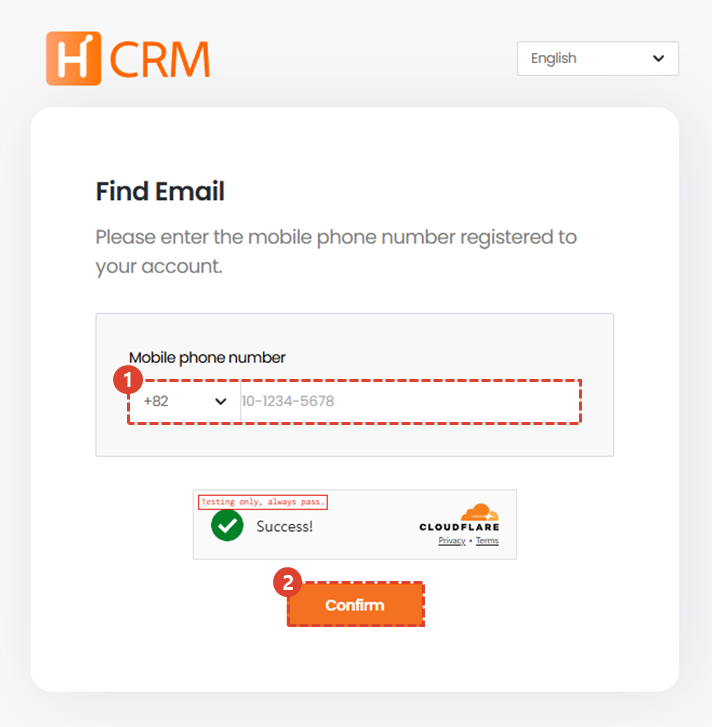 H CRM
English
Find Email
Please enter the mobile phone number registered to
your account.
Mobile phone number
1
+82
10-1234-5678
Testing only, always pass.
Success!
CLOUDFLARE
Privacy • Terms
2
Confirm